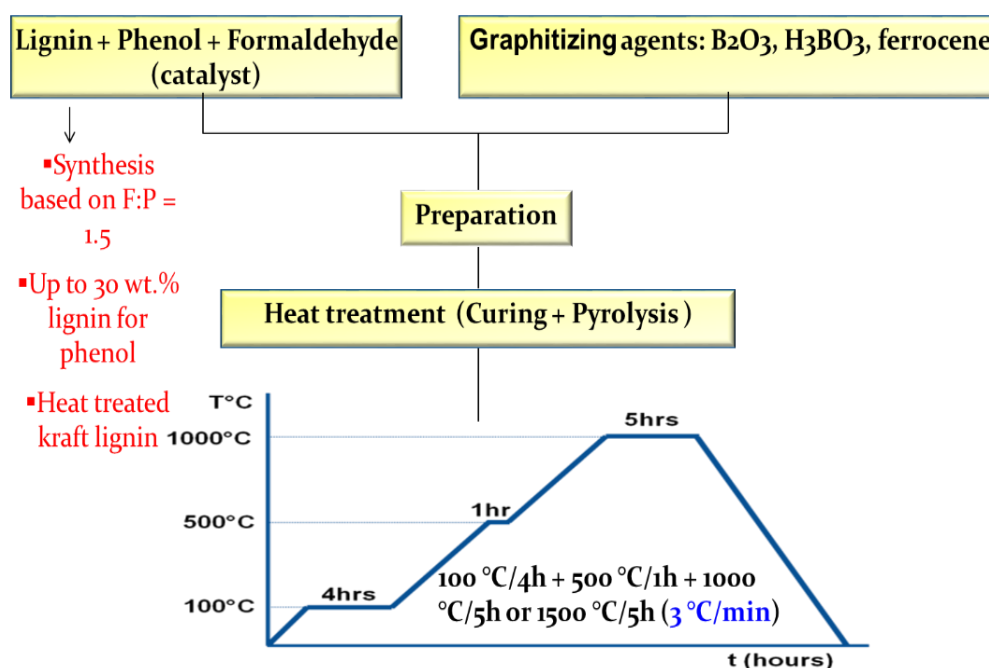 Lignin + Phenol + Formaldehyde
(catalyst)
Graphitizing agents: B2O3, H3BO3, ferrocene
▪Synthesis
based on F:P =
1.5
▪Up to 30 wt.%
lignin for
phenol
▪Heat treated
kraft lignin
Preparation
Heat treatment (Curing + Pyrolysis )
T°C
1000°C
500°C
100°C
4hrs
1hr
5hrs
100 °C/4h + 500 °C/1h + 1000
°C/5h or 1500 °C/5h (3 °C/min)
t (hours)